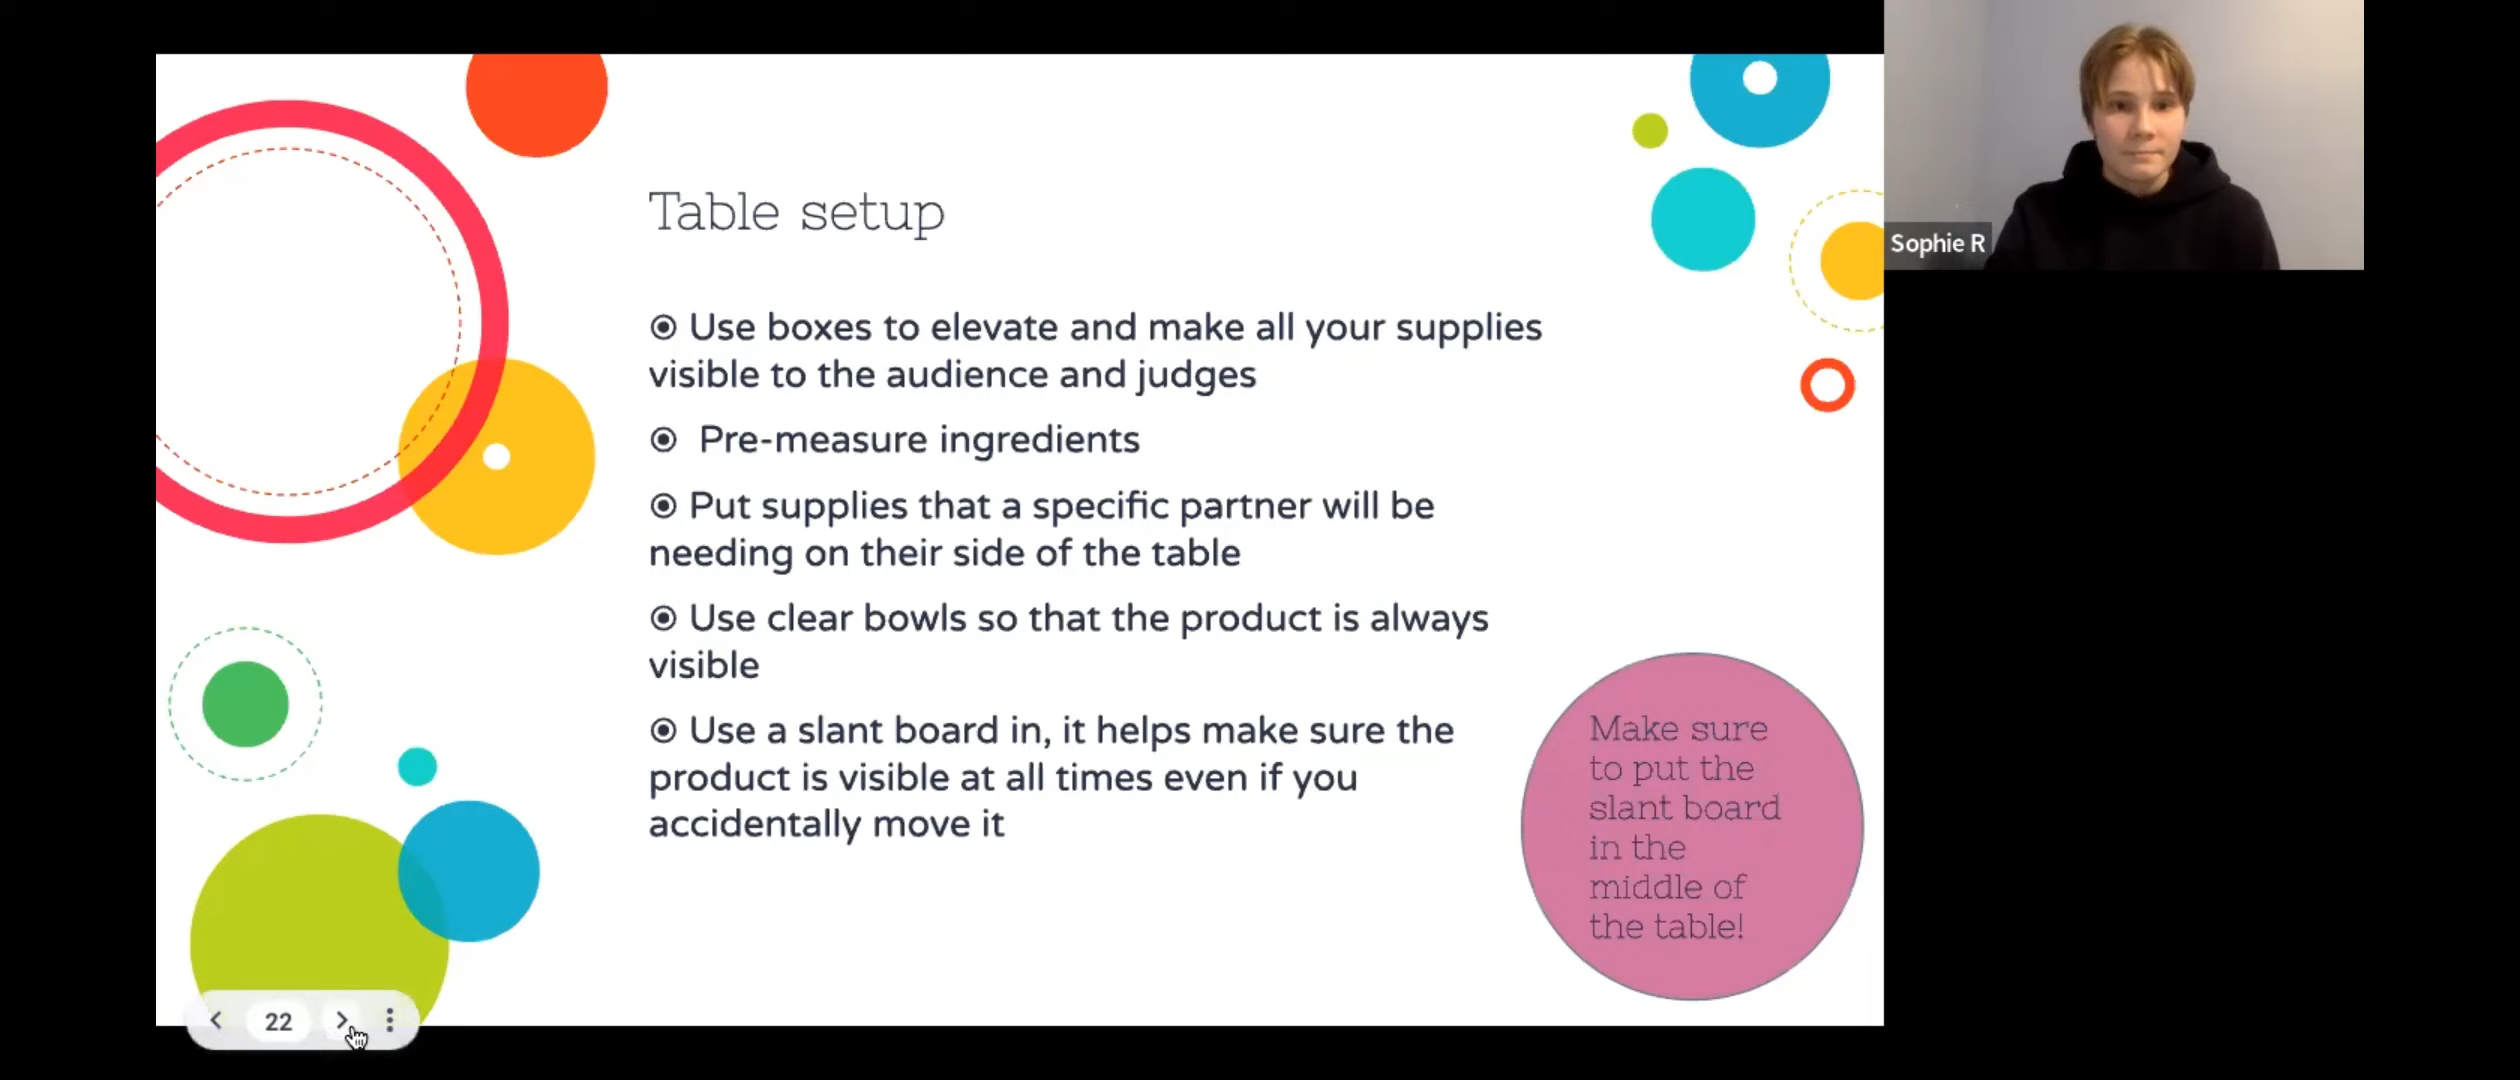 Table setup
Use boxes to elevate and make all your supplies
visible to the audience and judges
Pre-measure ingredients
Put supplies that a specific partner will be
needing on their side of the table
Use clear bowls so that the product is always
visible
Use a slant board in, it helps make sure the
product is visible at all times even if you
accidentally move it
Make sure
to put the
slant board
in the
middle of
the table!
22
Sophie R